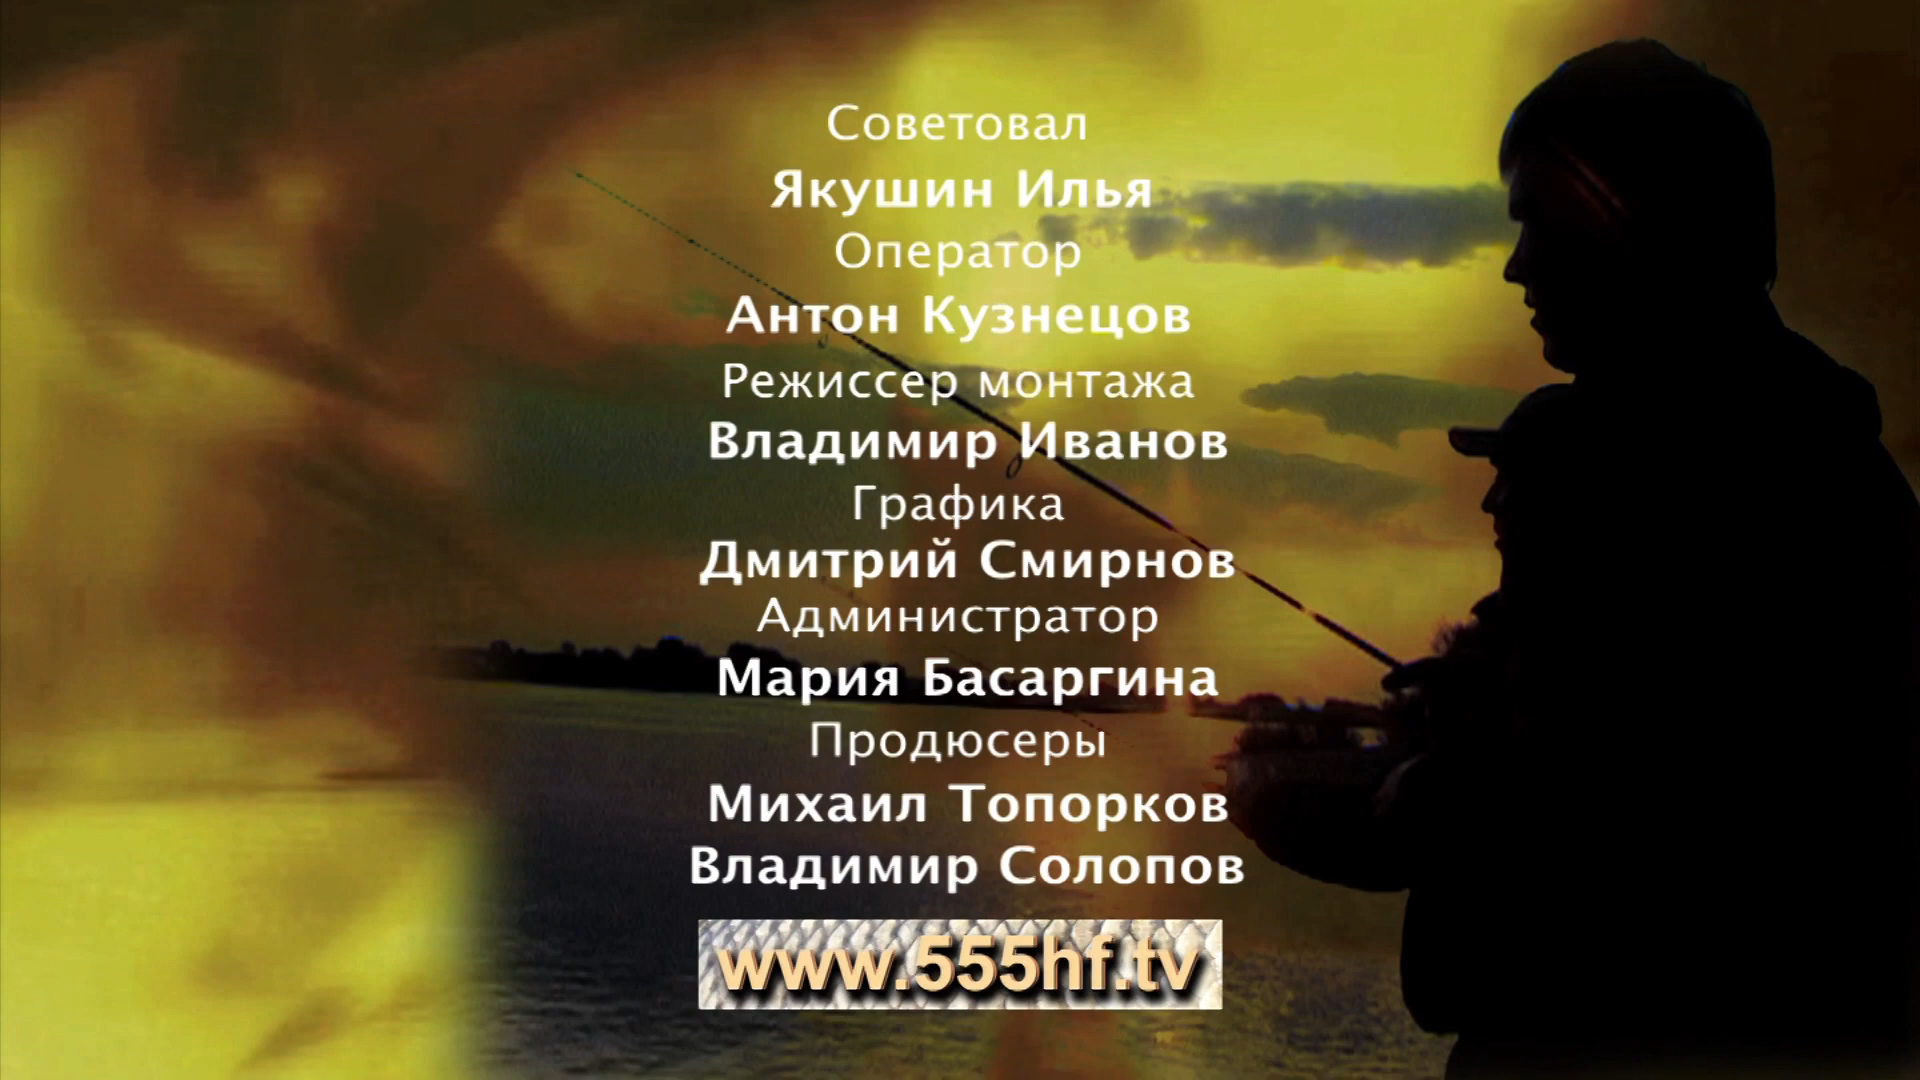 Советовал
Якушин Илья
Оператор
Антон Кузнецов
Режиссер монтажа
Владимир Иванов
Графика
Дмитрий Смирнов
Администратор
Мария Басаргина
Продюсеры
Михаил Топорков
Владимир Солопов
www.555hf.tv